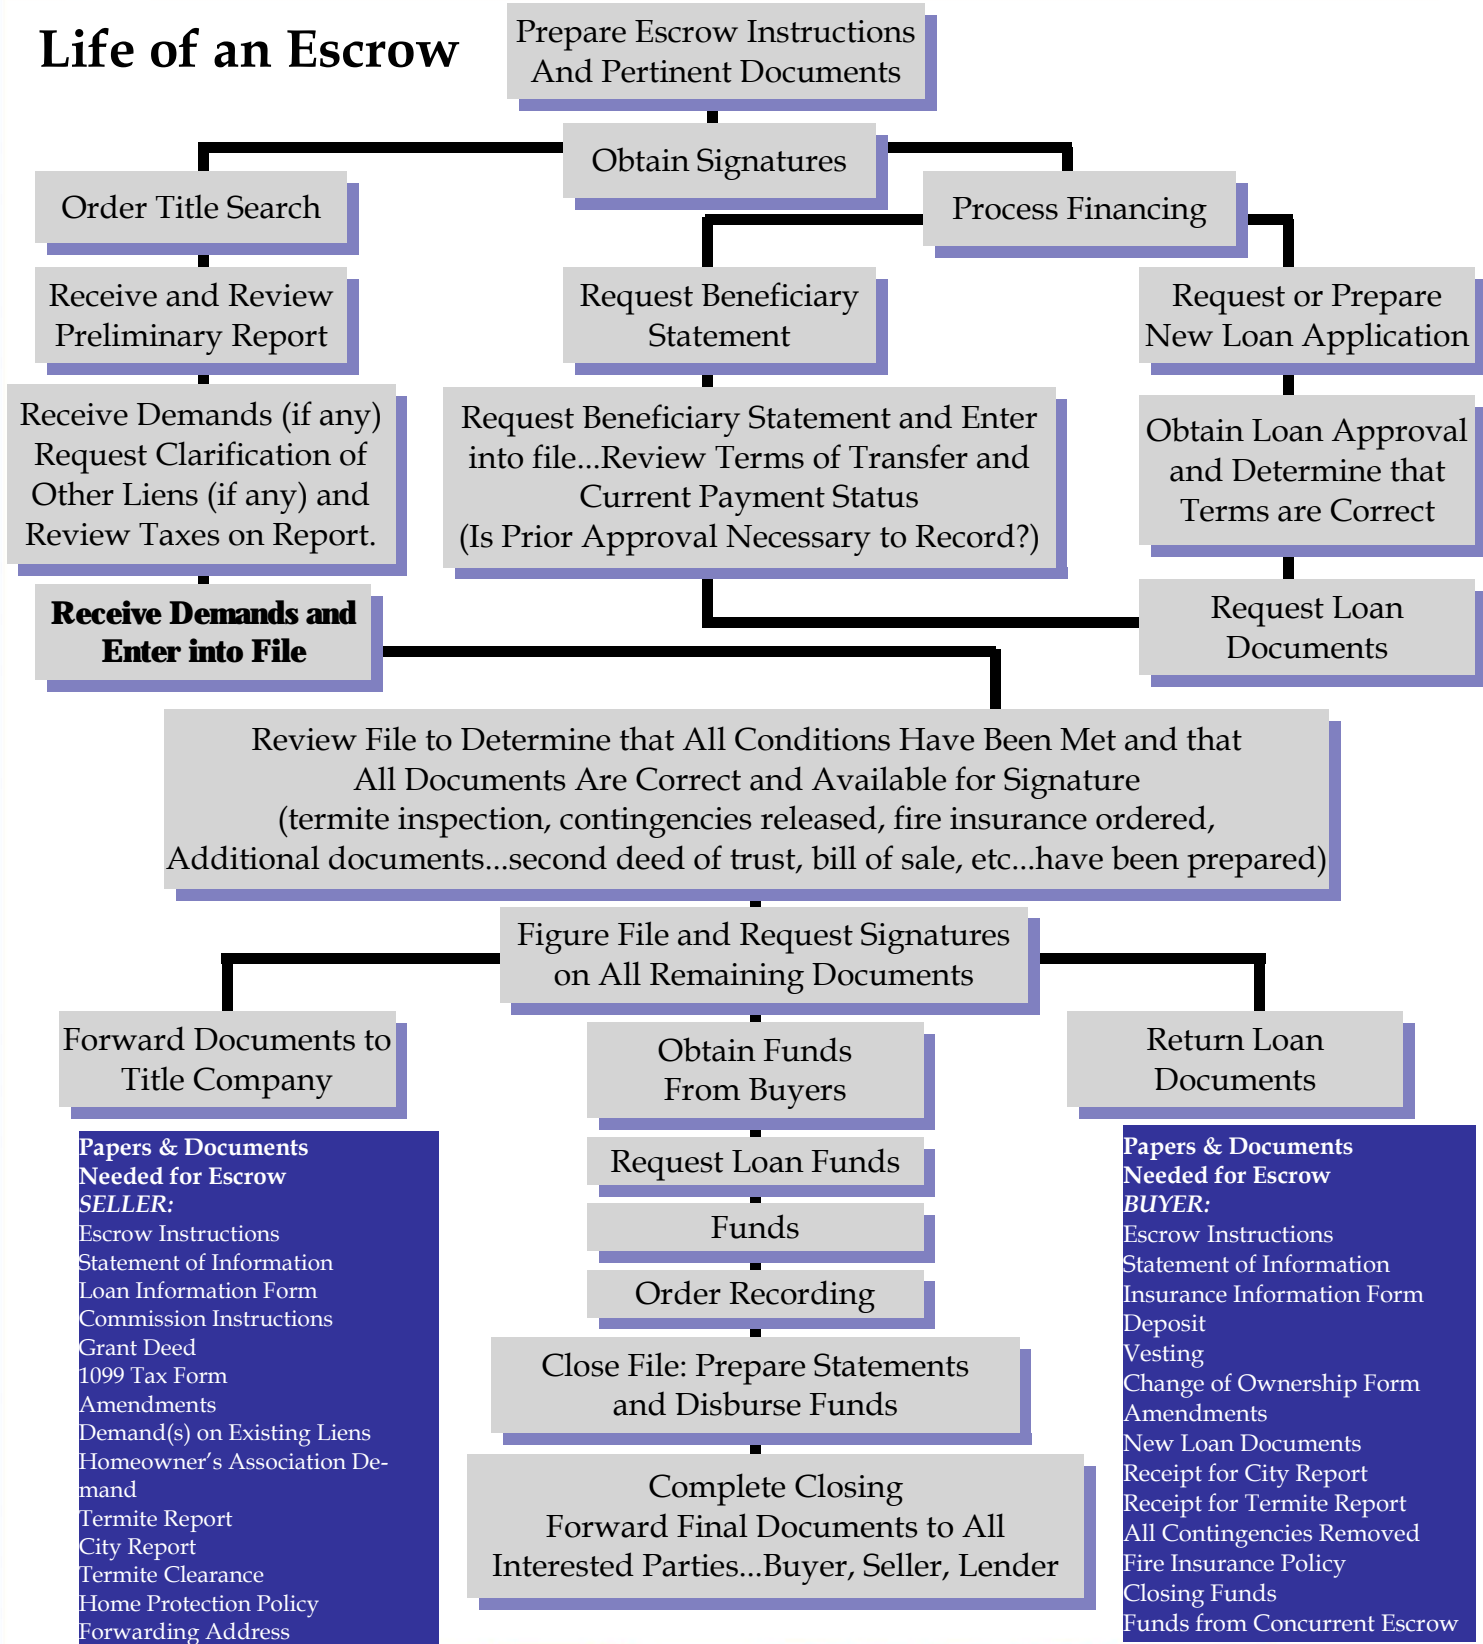 Life of an Escrow
Prepare Escrow Instructions
And Pertinent Documents
Obtain Signatures
Order Title Search
Process Financing
Receive and Review
Preliminary Report
Request Beneficiary
Statement
Request or Prepare
New Loan Application
Receive Demands (if any)
Request Clarification of
Other Liens (if any) and
Review Taxes on Report.
Request Beneficiary Statement and Enter
into file...Review Terms of Transfer and
Current Payment Status
(Is Prior Approval Necessary to Record?)
Obtain Loan Approval
and Determine that
Terms are Correct
Receive Demands and
Enter into File
Request Loan
Documents
Review File to Determine that All Conditions Have Been Met and that
All Documents Are Correct and Available for Signature
(termite inspection, contingencies released, fire insurance ordered,
Additional documents...second deed of trust, bill of sale, etc...have been prepared)
Figure File and Request Signatures
on All Remaining Documents
Forward Documents to
Title Company
Obtain Funds
From Buyers
Return Loan
Documents
Request Loan Funds
Funds
Order Recording
Close File: Prepare Statements
and Disburse Funds
Complete Closing
Forward Final Documents to All
Interested Parties...Buyer, Seller, Lender
Papers & Documents
Needed for Escrow
SELLER:
Escrow Instructions
Statement of Information
Loan Information Form
Commission Instructions
Grant Deed
1099 Tax Form
Amendments
Demand(s) on Existing Liens
Homeowner’s Association De-
mand
Termite Report
City Report
Termite Clearance
Home Protection Policy
Forwarding Address
Papers & Documents
Needed for Escrow
BUYER:
Escrow Instructions
Statement of Information
Insurance Information Form
Deposit
Vesting
Change of Ownership Form
Amendments
New Loan Documents
Receipt for City Report
Receipt for Termite Report
All Contingencies Removed
Fire Insurance Policy
Closing Funds
Funds from Concurrent Escrow